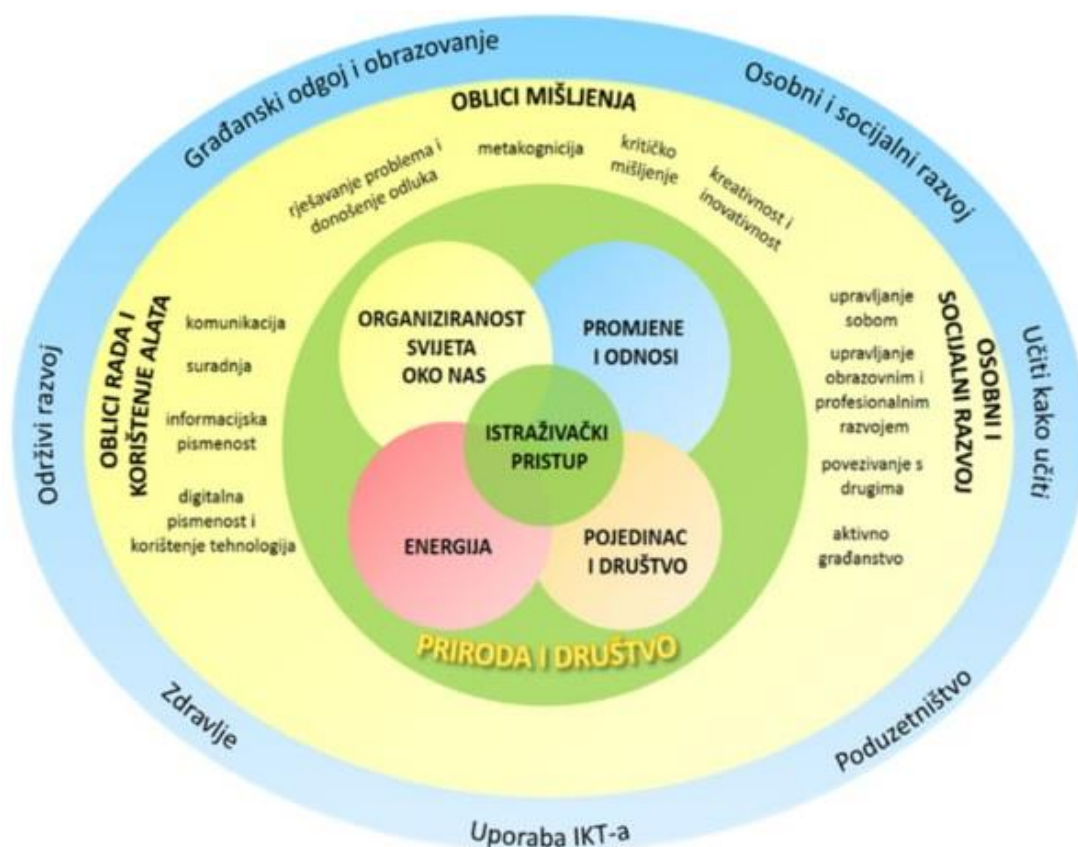 Građanski odgoj i obrazovanje
Osobni i socijalni razvoj
Učiti kako učiti
Poduzetništvo
Uporaba IKT-a
Zdravlje
Održivi razvoj
OBLICI MIŠLJENJA
rješavanje problema i
donošenje odluka
metakognicija
kritičko
mišljenje
kreativnost i
inovativnost
OBLICI RADA I
KORIŠTENJE ALATA
komunikacija
suradnja
informacijska
pismenost
digitalna
pismenost i
korištenje tehnologija
OSOBNI I
SOCIJALNI RAZVOJ
upravljanje
sobom
upravljanje
obrazovnim i
profesionalnim
razvojem
povezivanje s
drugima
aktivno
građanstvo
ORGANIZIRANOST
SVIJETA
OKO NAS
PROMJENE
I ODNOSI
ISTRAŽIVAČKI
PRISTUP
ENERGIJA
POJEDINAC
I DRUŠTVO
PRIRODA I DRUŠTVO